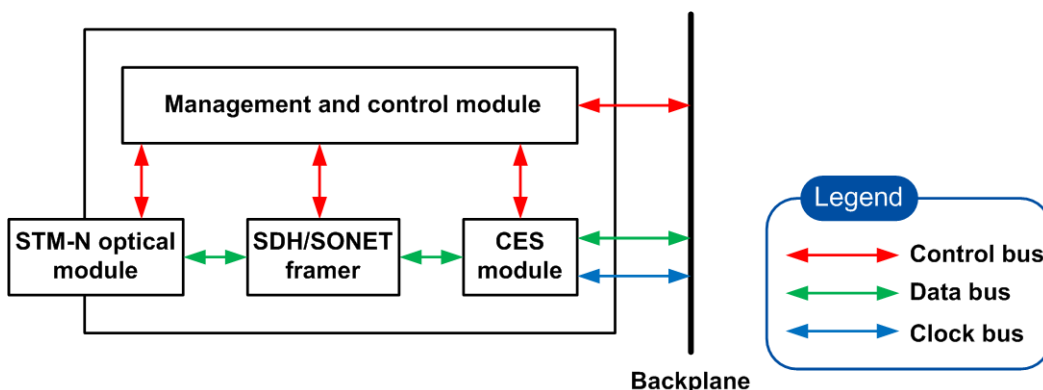 Management and control module
STM-N optical
module
SDH/SONET
framer
CES
module
Backplane
Legend
Control bus
Data bus
Clock bus